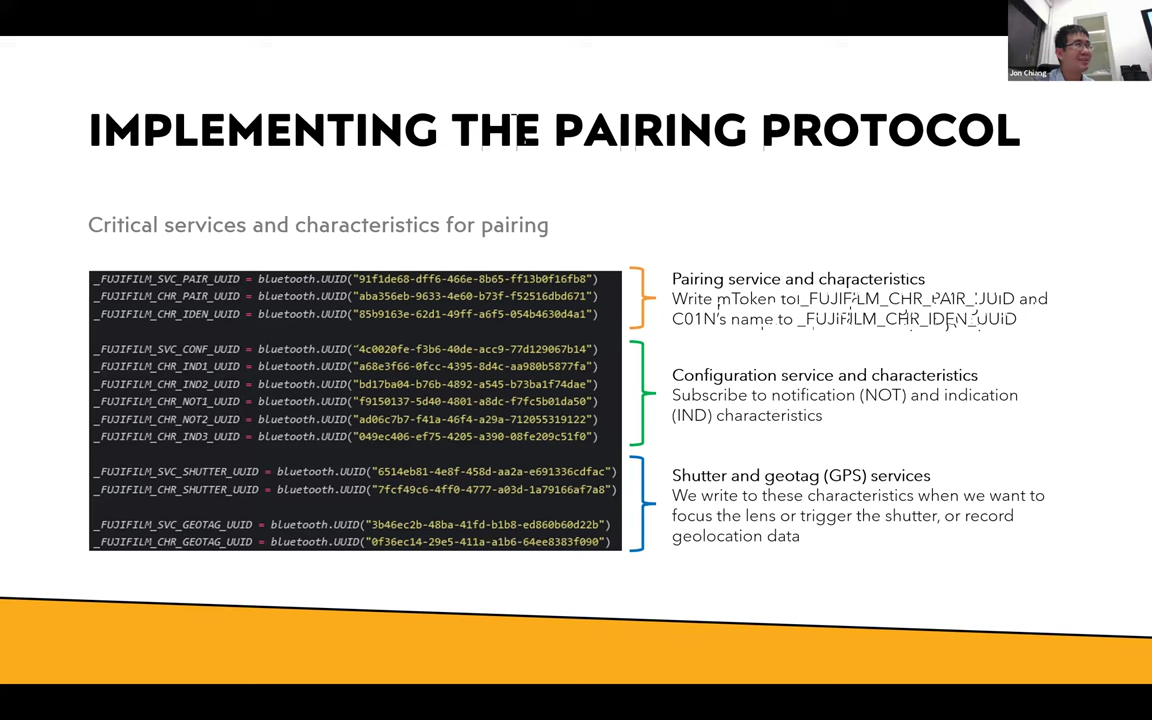 Jon Chiang
IMPLEMENTING THE PAIRING PROTOCOL
Critical services and characteristics for pairing
_FUJIFILM_SVC_PAIR_UUID = bluetooth.UUID("91f1de68-dff6-466e-8b65-ff13b0f16fb8")
_FUJIFILM_CHR_PAIR_UUID = bluetooth.UUID("aba356eb-9633-4e60-b73f-f52516dbd671")
_FUJIFILM_CHR_IDEN_UUID = bluetooth.UUID("85b9163e-62d1-49ff-a6f5-054b4630d4a1")
_FUJIFILM_SVC_CONF_UUID = bluetooth.UUID("4c0020fe-f3b6-40de-acc9-77d129067b14")
_FUJIFILM_CHR_IND1_UUID = bluetooth.UUID("a68e3f66-0fcc-4395-8d4c-aa980b5877fa")
_FUJIFILM_CHR_IND2_UUID = bluetooth.UUID("bd17ba04-b76b-4892-a545-b73ba1f74dae")
_FUJIFILM_CHR_NOT1_UUID = bluetooth.UUID("f9150137-5d40-4801-a8dc-f7fc5b01da50")
_FUJIFILM_CHR_NOT2_UUID = bluetooth.UUID("ad06c7b7-f41a-46f4-a29a-712055319122")
_FUJIFILM_CHR_IND3_UUID = bluetooth.UUID("049ec406-ef75-4205-a390-08fe209c51f0")
_FUJIFILM_SVC_SHUTTER_UUID = bluetooth.UUID("6514eb81-4e8f-458d-aa2a-e691336cdfac")
_FUJIFILM_CHR_SHUTTER_UUID = bluetooth.UUID("7fcf49c6-4ff0-4777-a03d-1a79166af7a8")
_FUJIFILM_SVC_GEOTAG_UUID = bluetooth.UUID("3b46ec2b-48ba-41fd-b1b8-ed860b60d22b")
_FUJIFILM_CHR_GEOTAG_UUID = bluetooth.UUID("0f36ec14-29e5-411a-a1b6-64ee8383f090")
Pairing service and characteristics
Write mToken to _FUJIFILM_CHR_PAIR_UUID and
C01N's name to _FUJIFILM_CHR_IDEN_UUID
Configuration service and characteristics
Subscribe to notification (NOT) and indication
(IND) characteristics
Shutter and geotag (GPS) services
We write to these characteristics when we want to
focus the lens or trigger the shutter, or record
geolocation data